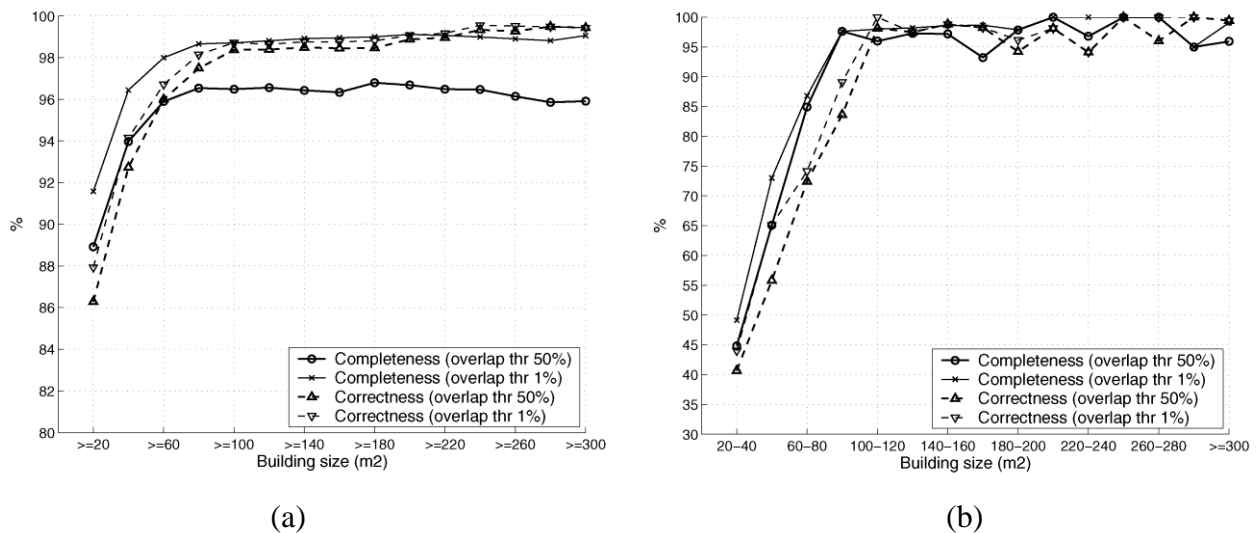 100
98
96
94
92
90
88
86
84
82
80
%
Completeness (overlap thr 50%)
Completeness (overlap thr 1%)
Correctness (overlap thr 50%)
Correctness (overlap thr 1%)
>=20 >=60 >=100 >=140 >=180 >=220 >=260 >=300
Building size (m2)
(a)
100
95
90
85
80
75
70
65
60
55
50
45
40
35
30
%
Completeness (overlap thr 50%)
Completeness (overlap thr 1%)
Correctness (overlap thr 50%)
Correctness (overlap thr 1%)
20−40 60−80 100−120 140−160 180−200 220−240 260−280 >=300
Building size (m2)
(b)